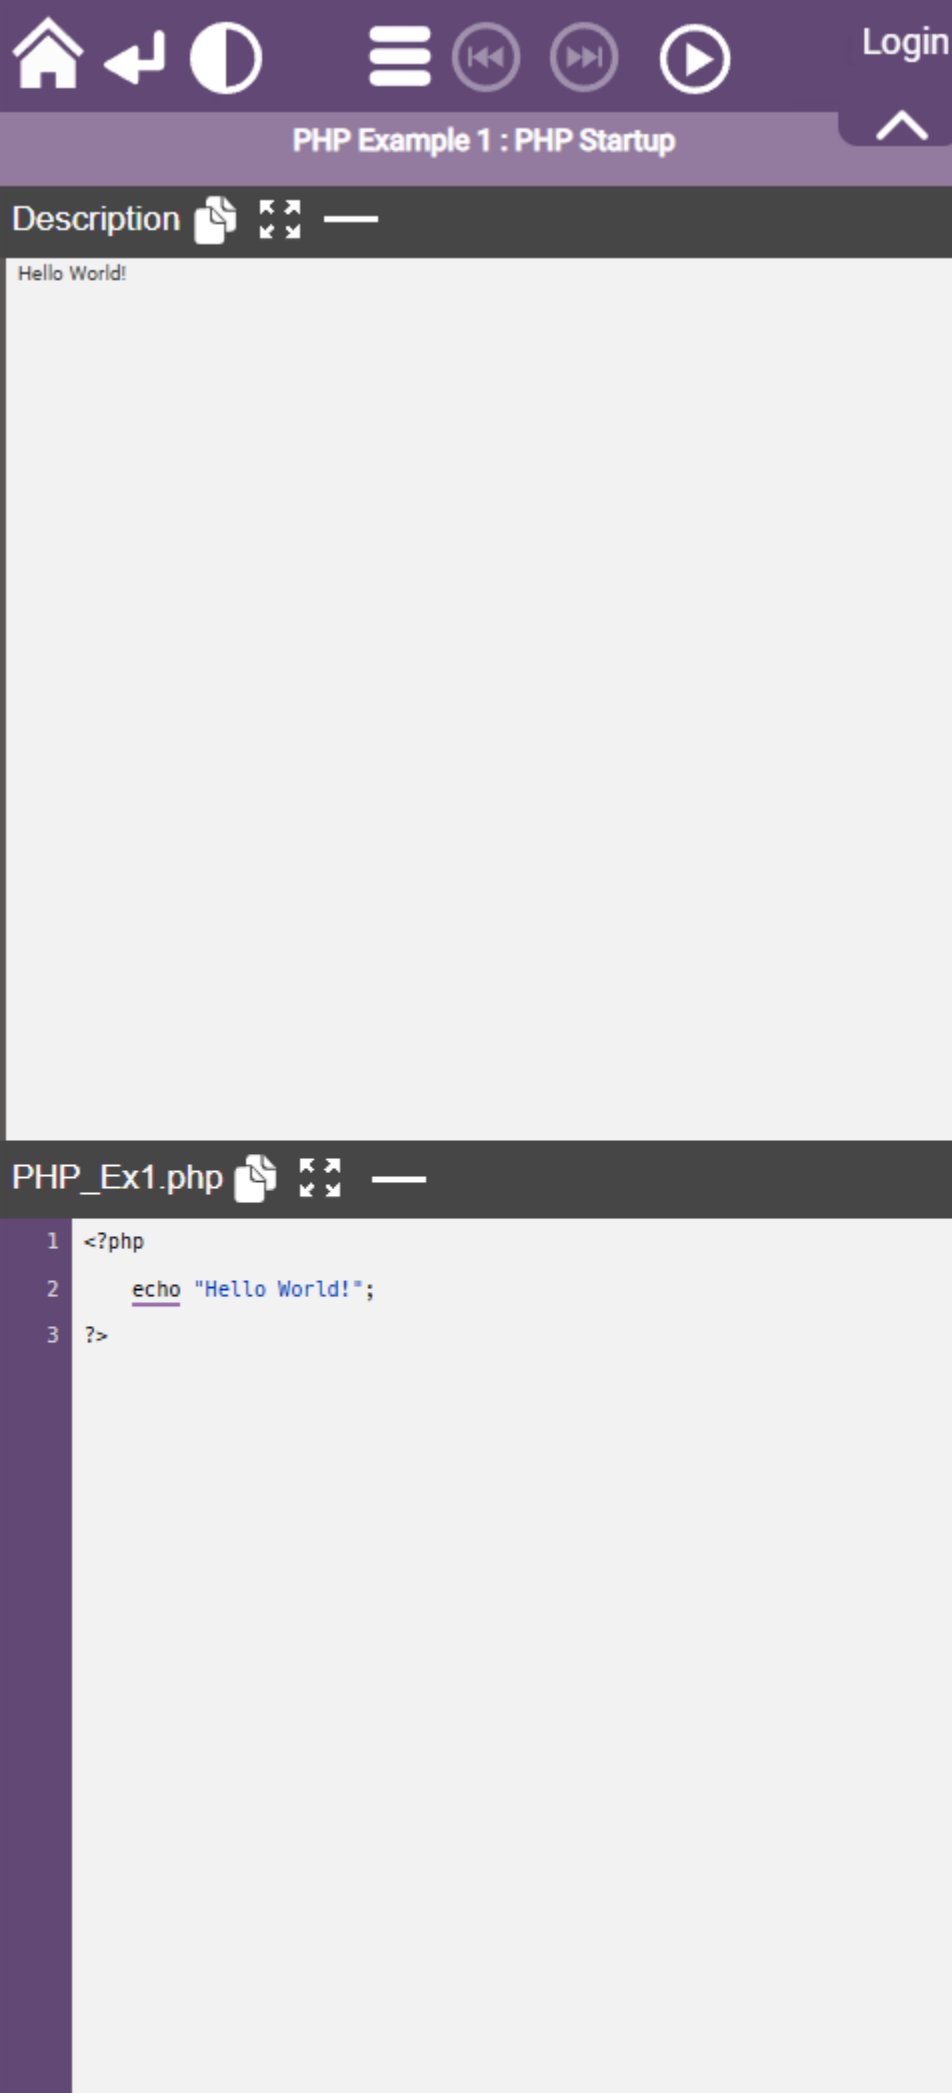 Login
PHP Example 1 : PHP Startup
Description
Hello World!
PHP_Ex1.php
1 <?php
2     echo "Hello World!";
3 ?>